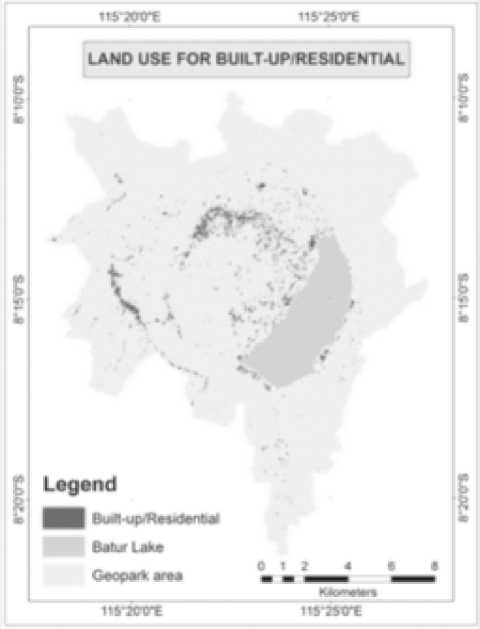 115°20'0"E 115°25'0"E
LAND USE FOR BUILT-UP/RESIDENTIAL
8°10'0"S 8°10'0"S
8°15'0"S 8°15'0"S
8°20'0"S 8°20'0"S
Legend
Built-up/Residential
Batur Lake
Geopark area
0 1 2 4 6 8
Kilometers
115°20'0"E 115°25'0"E